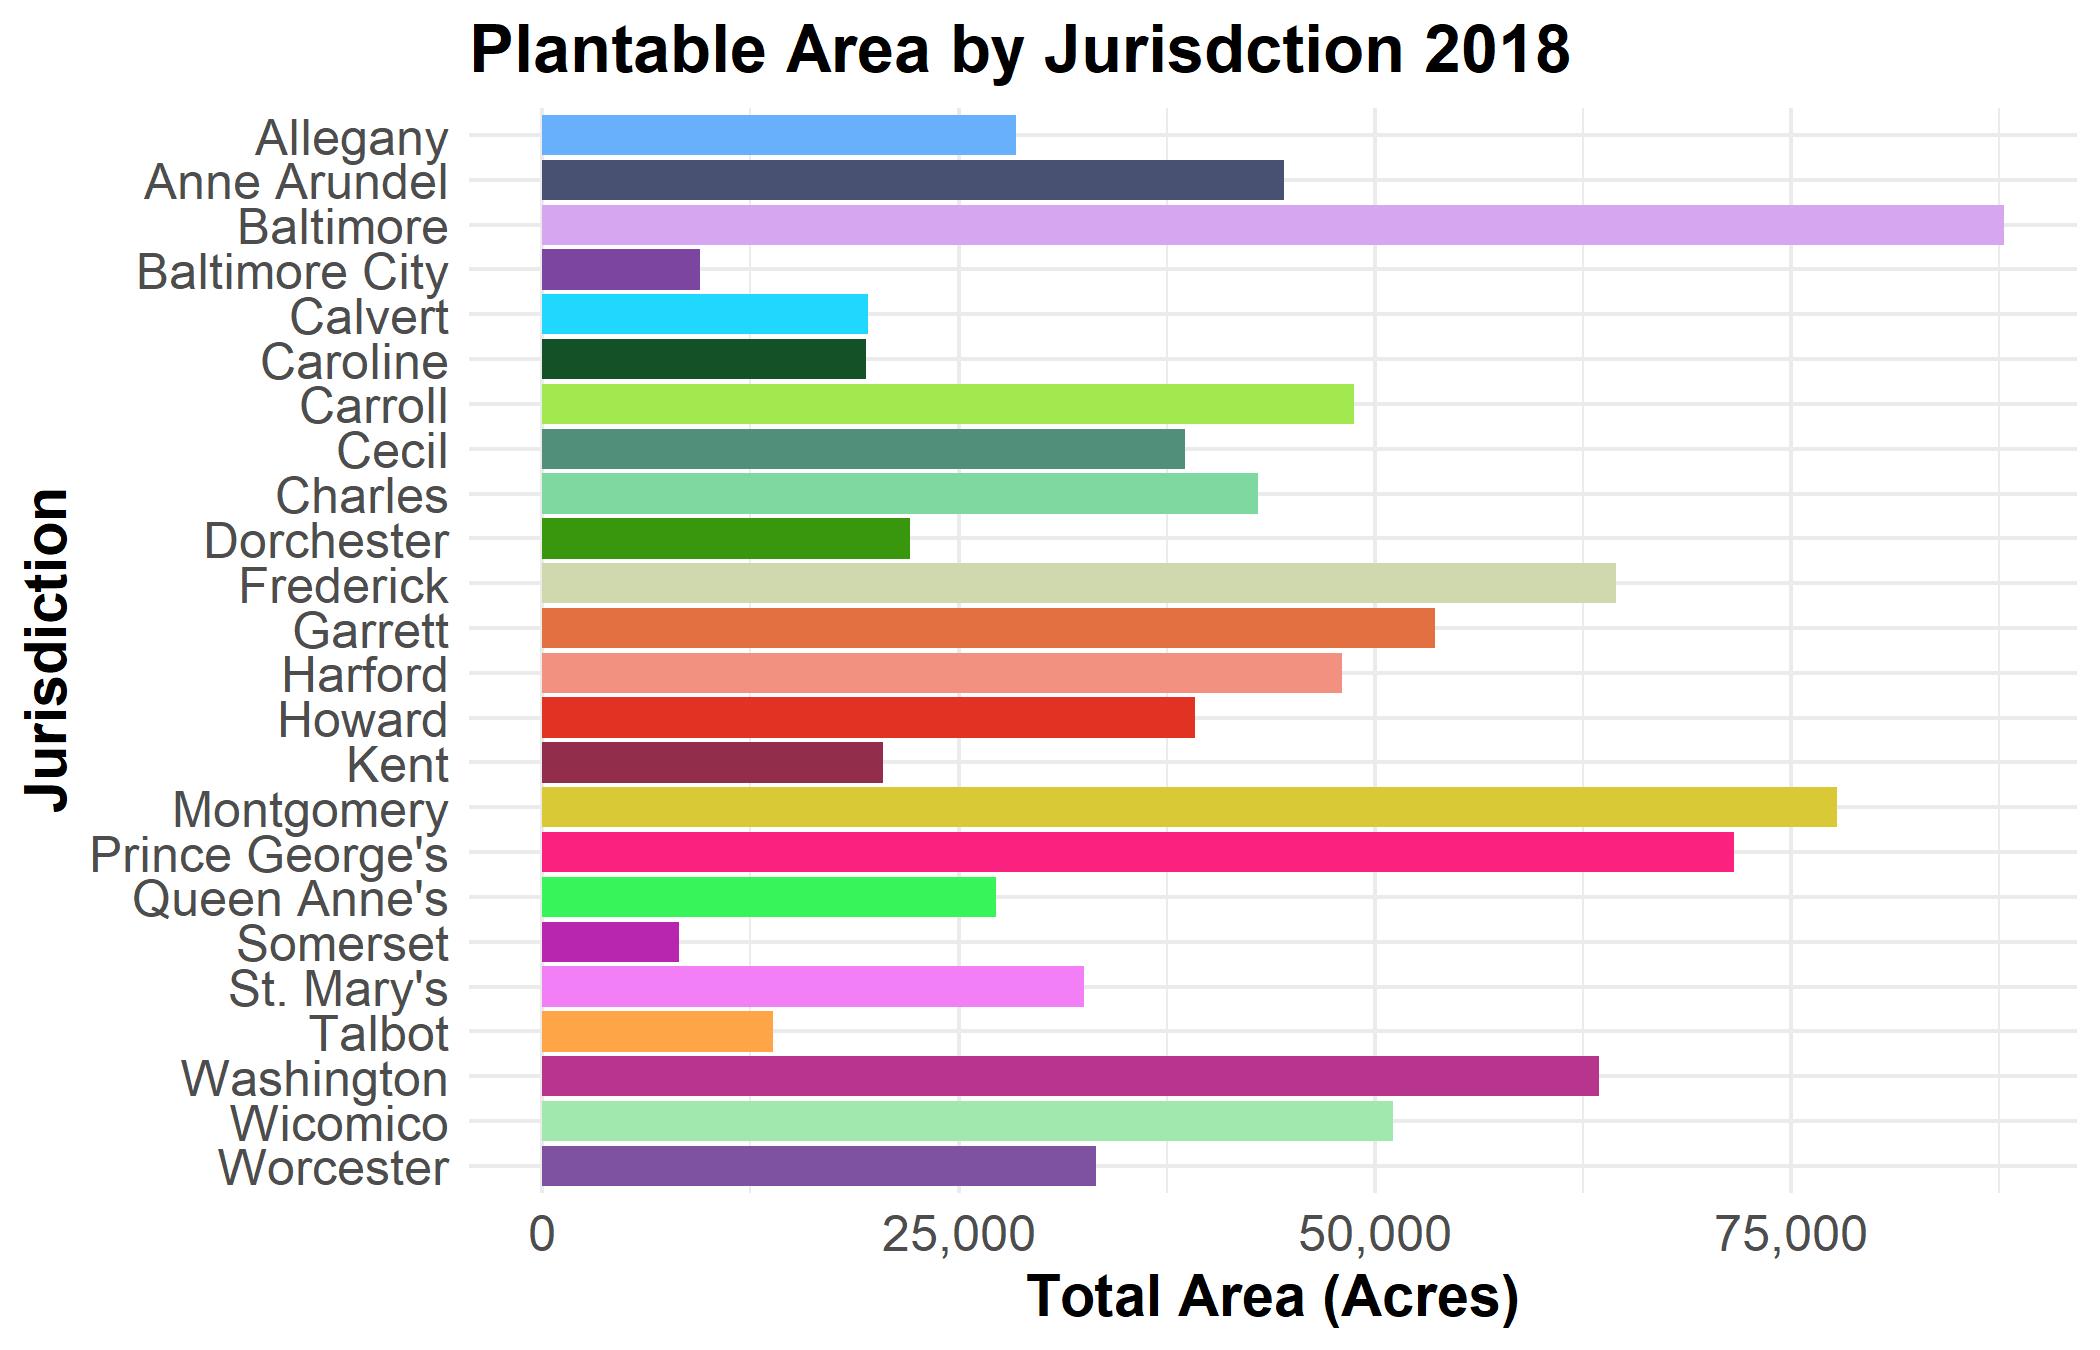 Plantable Area by Jurisdction 2018
Jurisdiction
Allegany
Anne Arundel
Baltimore
Baltimore City
Calvert
Caroline
Carroll
Cecil
Charles
Dorchester
Frederick
Garrett
Harford
Howard
Kent
Montgomery
Prince George's
Queen Anne's
Somerset
St. Mary's
Talbot
Washington
Wicomico
Worcester
0 25,000 50,000 75,000
Total Area (Acres)